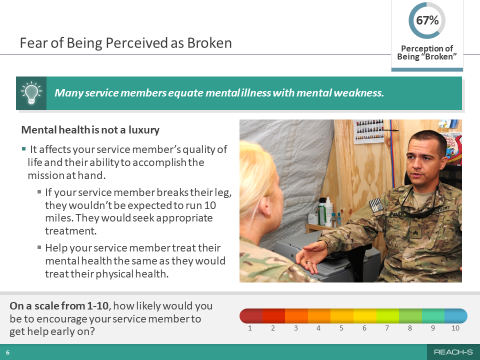 67%
Fear of Being Perceived as Broken
Perception of
Being “Broken”
Many service members equate mental illness with mental weakness.
Mental health is not a luxury
▪ It affects your service member’s quality of
life and their ability to accomplish the
mission at hand.
▪ If your service member breaks their leg,
they wouldn’t be expected to run 10
miles. They would seek appropriate
treatment.
▪ Help your service member treat their
mental health the same as they would
treat their physical health.
On a scale from 1-10, how likely would you
be to encourage your service member to
get help early on?
1 2 3 4 5 6 7 8 9 10
6
REACH-S